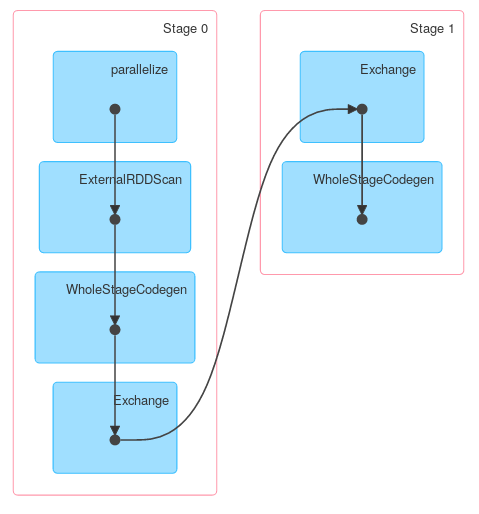 Stage 0
parallelize
ExternalRDDScan
WholeStageCodegen
Exchange
Stage 1
Exchange
WholeStageCodegen